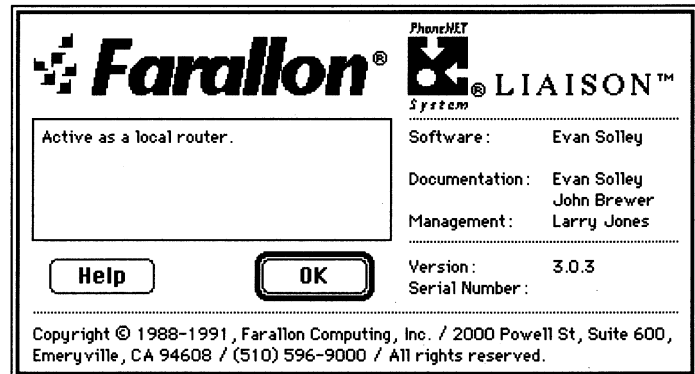 Farallon®
PhoneNET
System
® LIAISON™
Active as a local router.
Help
OK
Software: Evan Solley
Documentation: Evan Solley
John Brewer
Management: Larry Jones
Version: 3.0.3
Serial Number:
Copyright © 1988-1991, Farallon Computing, Inc. / 2000 Powell St, Suite 600,
Emeryville, CA 94608 / (510) 596-9000 / All rights reserved.